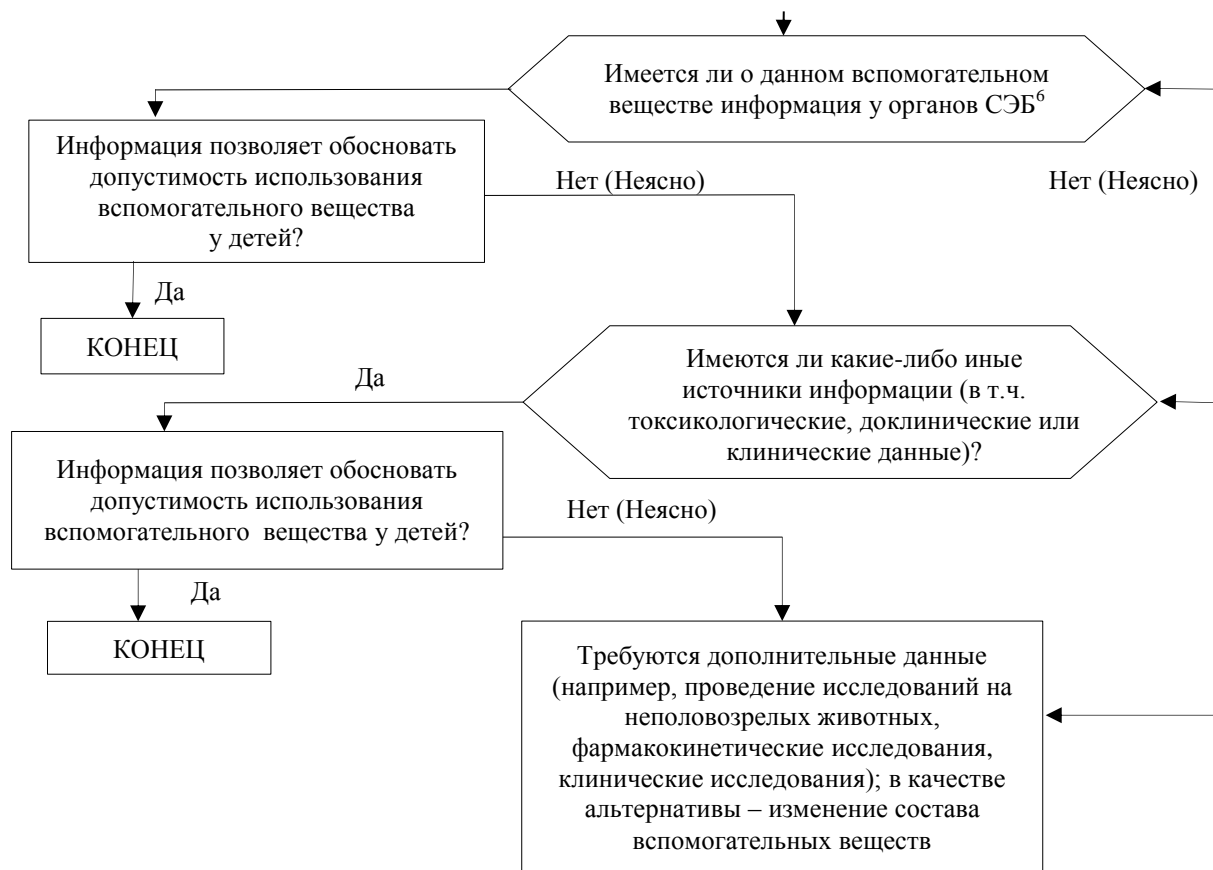 Имеется ли о данном вспомогательном
веществе информация у органов СЭБ⁶
Информация позволяет обосновать
допустимость использования
вспомогательного вещества
у детей?
Нет (Неясно)
Нет (Неясно)
Да
КОНЕЦ
Имеются ли какие-либо иные
источники информации (в т.ч.
токсикологические, доклинические или
клинические данные)?
Да
Информация позволяет обосновать
допустимость использования
вспомогательного вещества у детей?
Нет (Неясно)
Да
КОНЕЦ
Требуются дополнительные данные
(например, проведение исследований на
неполовозрелых животных,
фармакокинетические исследования,
клинические исследования); в качестве
альтернативы – изменение состава
вспомогательных веществ